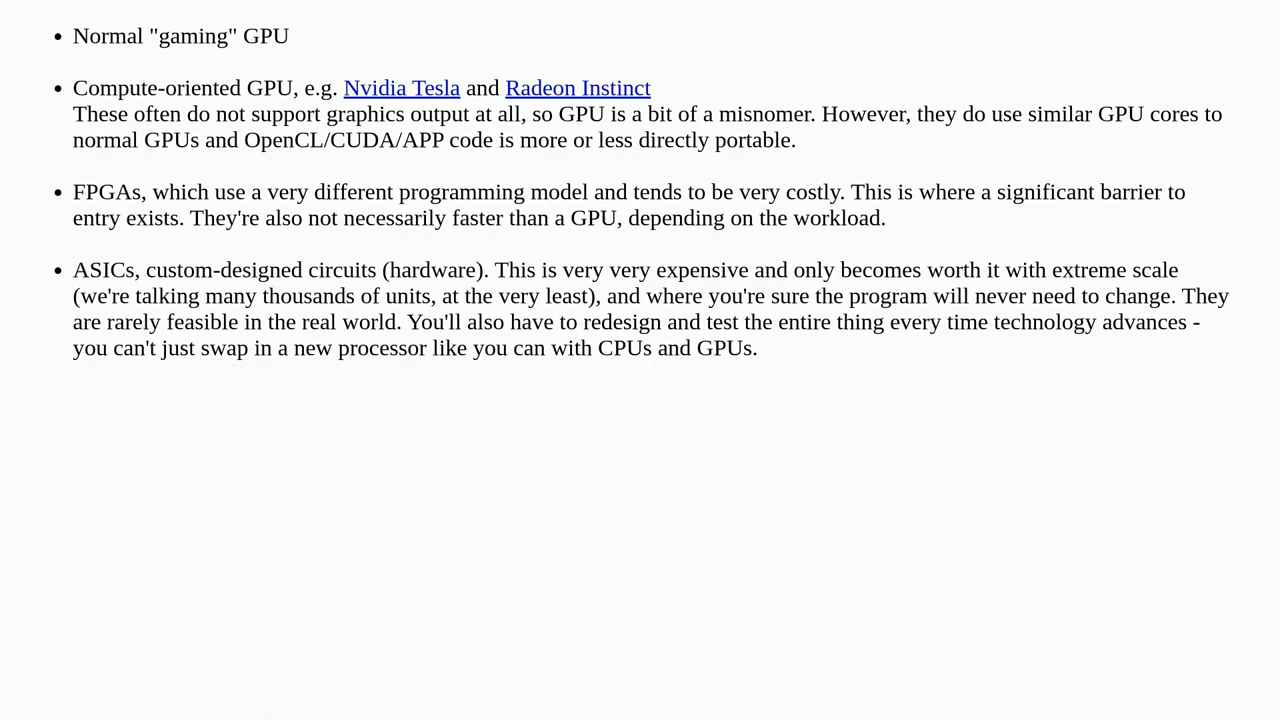 • Normal "gaming" GPU
• Compute-oriented GPU, e.g. Nvidia Tesla and Radeon Instinct
These often do not support graphics output at all, so GPU is a bit of a misnomer. However, they do use similar GPU cores to
normal GPUs and OpenCL/CUDA/APP code is more or less directly portable.
• FPGAs, which use a very different programming model and tends to be very costly. This is where a significant barrier to
entry exists. They're also not necessarily faster than a GPU, depending on the workload.
• ASICs, custom-designed circuits (hardware). This is very very expensive and only becomes worth it with extreme scale
(we're talking many thousands of units, at the very least), and where you're sure the program will never need to change. They
are rarely feasible in the real world. You'll also have to redesign and test the entire thing every time technology advances -
you can't just swap in a new processor like you can with CPUs and GPUs.